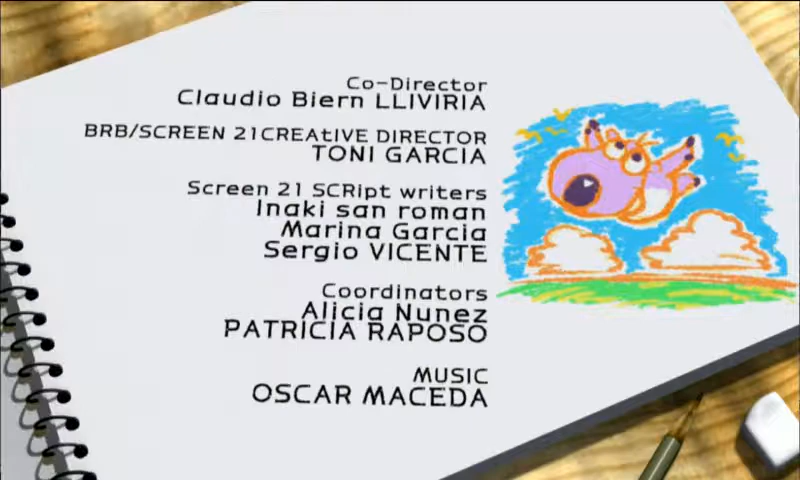 Co-Director
Claudio Biern LLIVIRIA
BRB/SCREEN 21CREAtIVE DIRECTOR
TONI GARCIA
Screen 21 SCRipt writers
Inaki san roman
Marina Garcia
Sergio VICENTE
Coordinators
Alicia Nunez
PATRICIA RAPOSO
MUSIC
OSCAR MACEDA